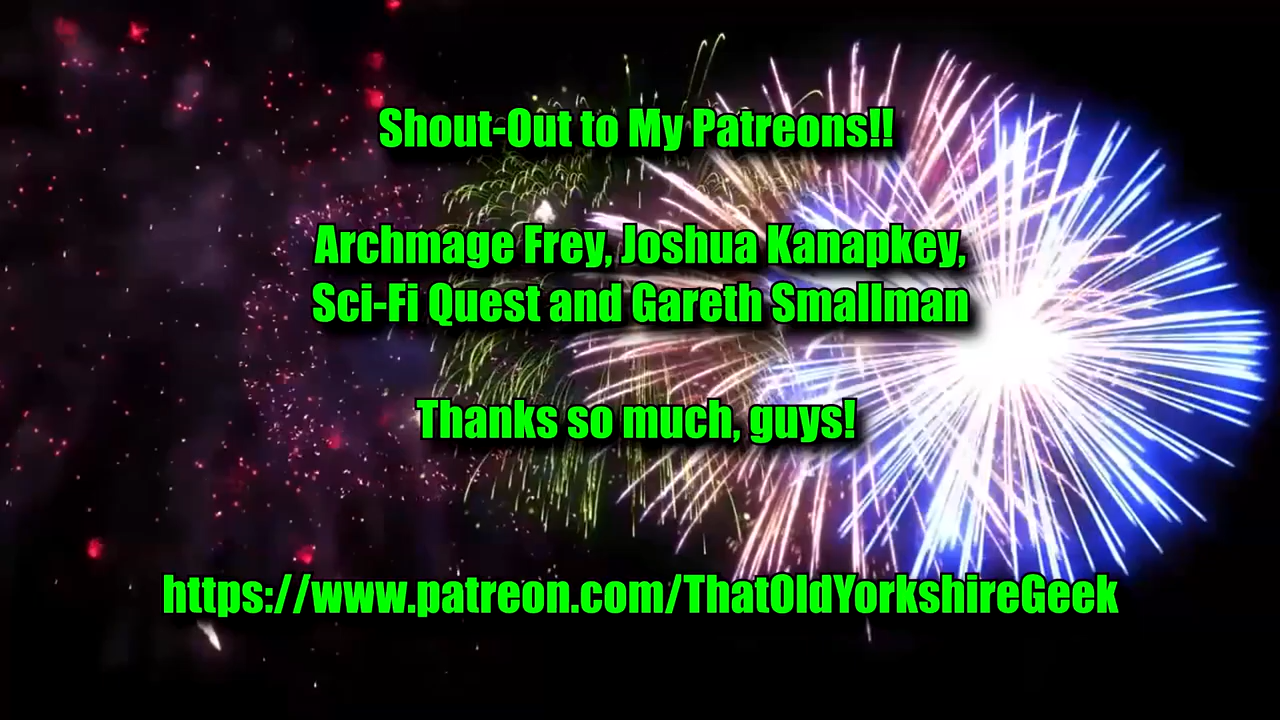 Shout-Out to My Patreons!!
Archmage Frey, Joshua Kanapkey,
Sci-Fi Quest and Gareth Smallman
Thanks so much, guys!
https://www.patreon.com/ThatOldYorkshireGeek